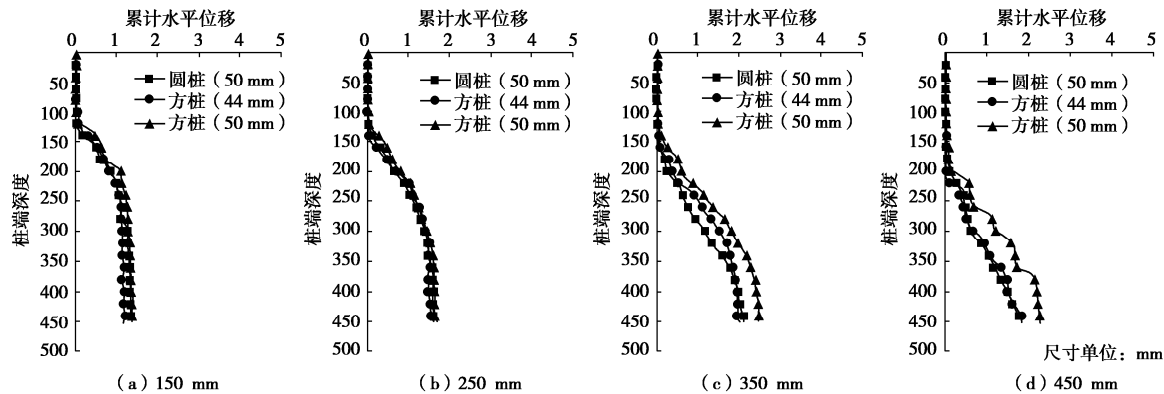 累计水平位移
0 1 2 3 4 5
50
100
150
200
250
300
350
400
450
500
桩端深度
圆桩（50 mm）
方桩（44 mm）
方桩（50 mm）
（a）150 mm
累计水平位移
0 1 2 3 4 5
50
100
150
200
250
300
350
400
450
500
桩端深度
圆桩（50 mm）
方桩（44 mm）
方桩（50 mm）
（b）250 mm
累计水平位移
0 1 2 3 4 5
50
100
150
200
250
300
350
400
450
500
桩端深度
圆桩（50 mm）
方桩（44 mm）
方桩（50 mm）
（c）350 mm
累计水平位移
0 1 2 3 4 5
50
100
150
200
250
300
350
400
450
500
桩端深度
圆桩（50 mm）
方桩（44 mm）
方桩（50 mm）
尺寸单位：mm
（d）450 mm